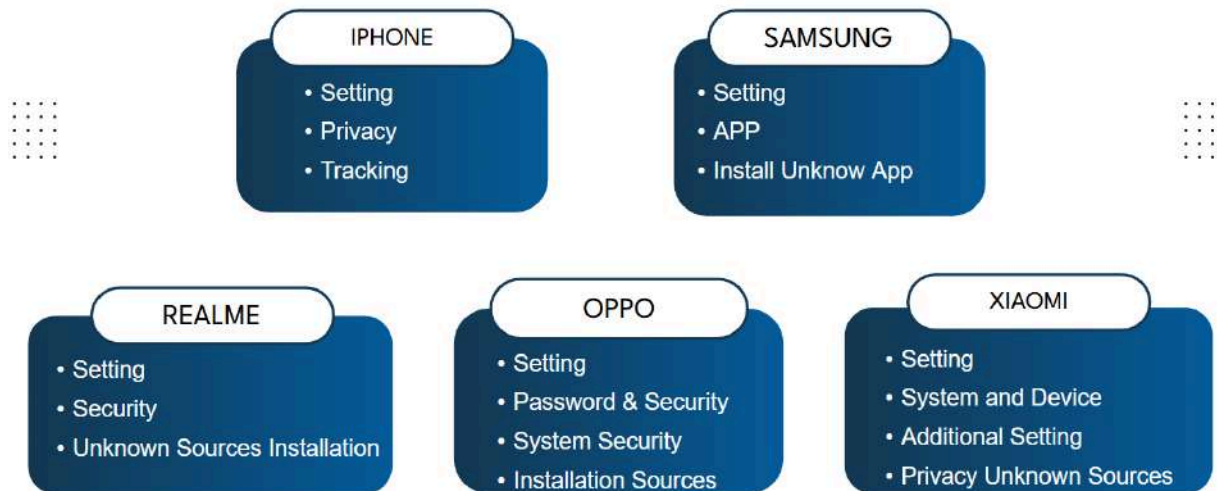 IPHONE
• Setting
• Privacy
• Tracking
SAMSUNG
• Setting
• APP
• Install Unknow App
REALME
• Setting
• Security
• Unknown Sources Installation
OPPO
• Setting
• Password & Security
• System Security
• Installation Sources
XIAOMI
• Setting
• System and Device
• Additional Setting
• Privacy Unknown Sources